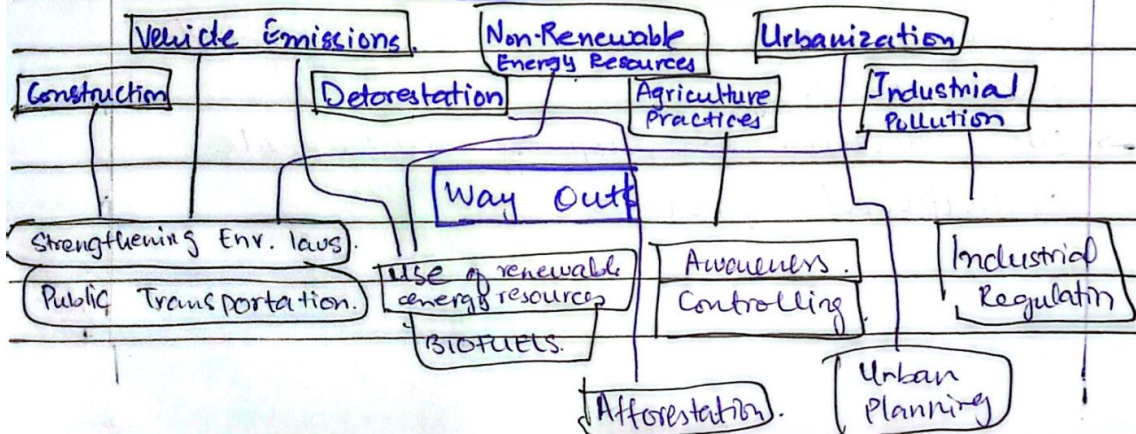 Vehicle Emissions.
Non-Renewable
Energy Resources
Urbanization
Construction
Deforestation
Agriculture
Practices
Industrial
Pollution
Way Out
Strengthening Env. laws.
Public Transportation.
Use of renewable
energy resources
BIOFUELS.
Awareness.
Controlling
Industrial
Regulatin
Afforestation.
Urban
Planning